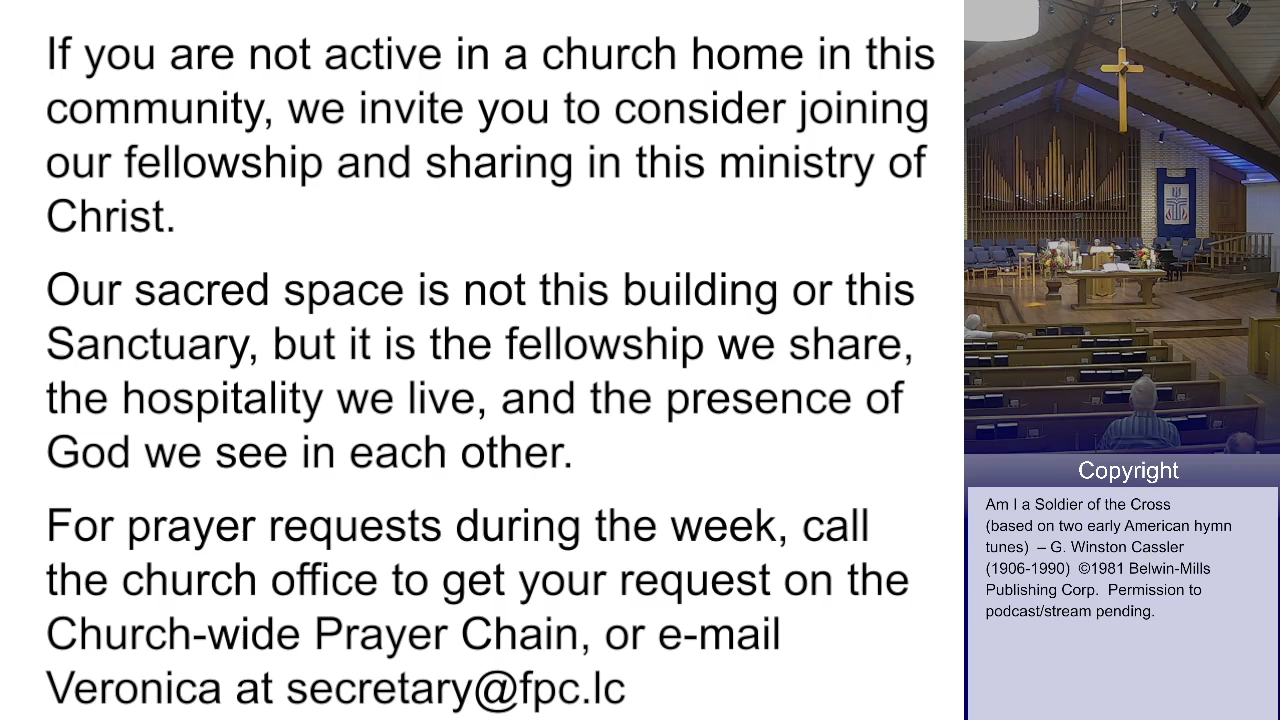 If you are not active in a church home in this
community, we invite you to consider joining
our fellowship and sharing in this ministry of
Christ.
Our sacred space is not this building or this
Sanctuary, but it is the fellowship we share,
the hospitality we live, and the presence of
God we see in each other.
For prayer requests during the week, call
the church office to get your request on the
Church-wide Prayer Chain, or e-mail
Veronica at secretary@fpc.lc
Copyright
Am I a Soldier of the Cross
(based on two early American hymn
tunes) – G. Winston Cassler
(1906-1990) ©1981 Belwin-Mills
Publishing Corp. Permission to
podcast/stream pending.